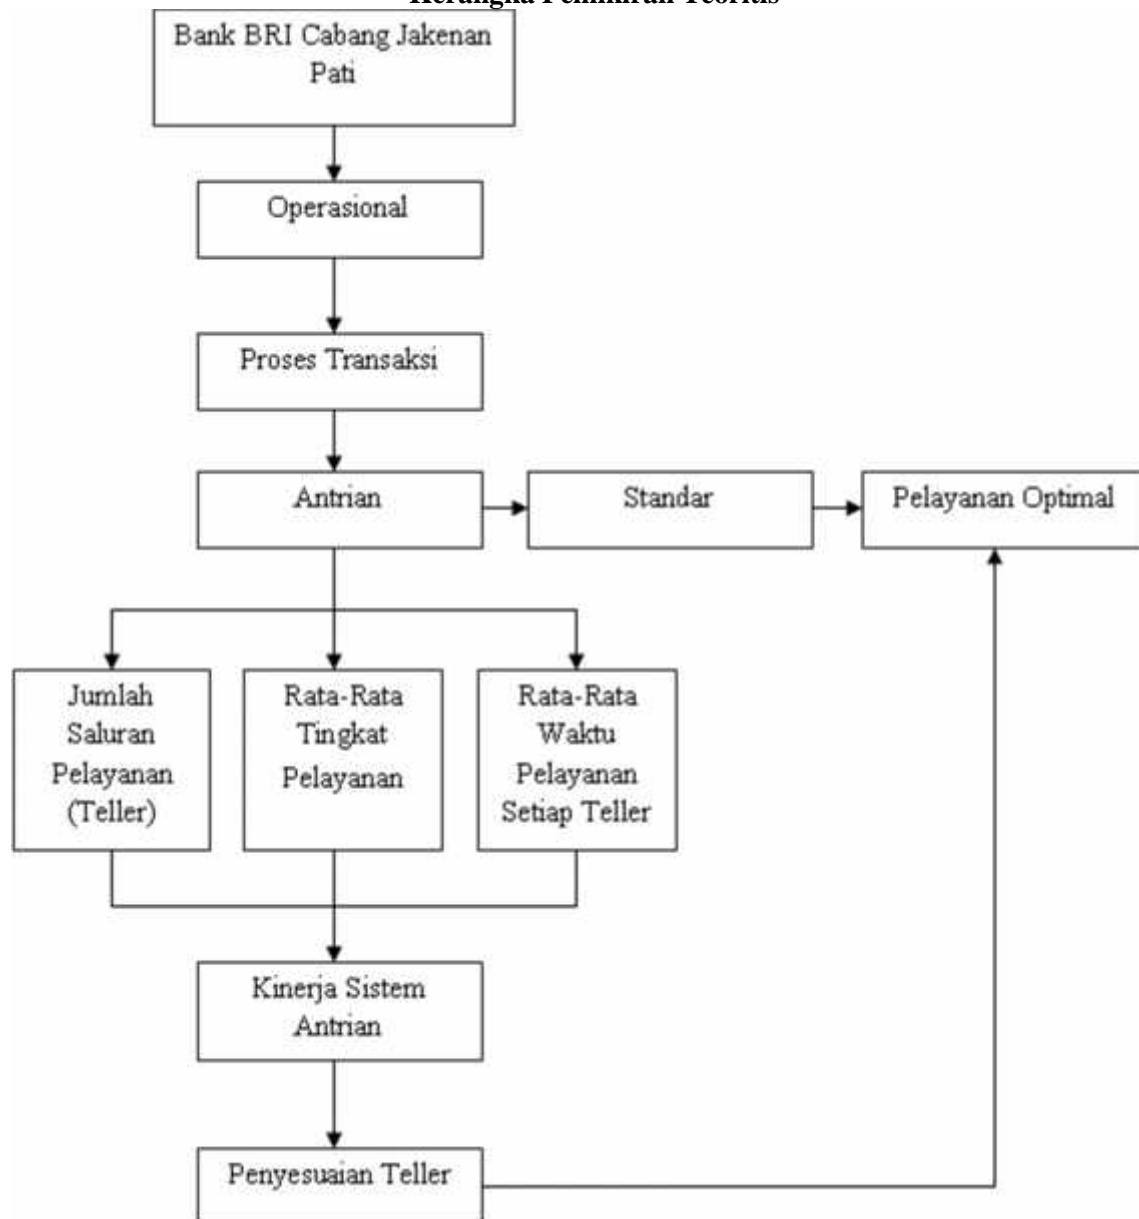 Kerangka Pemikiran Teoritis
Bank BRI Cabang Jakenan
Pati
Operasional
Proses Transaksi
Antrian
Standar
Pelayanan Optimal
Jumlah
Saluran
Pelayanan
(Teller)
Rata-Rata
Tingkat
Pelayanan
Rata-Rata
Waktu
Pelayanan
Setiap Teller
Kinerja Sistem
Antrian
Penyesuaian Teller